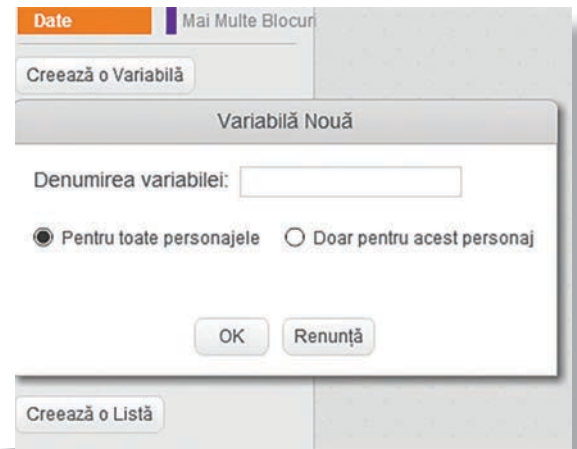 Date Mai Multe Blocuri
Creează o Variabilă
Variabilă Nouă
Denumirea variabilei:
Pentru toate personajele Doar pentru acest personaj
OK Renunță
Creează o Listă